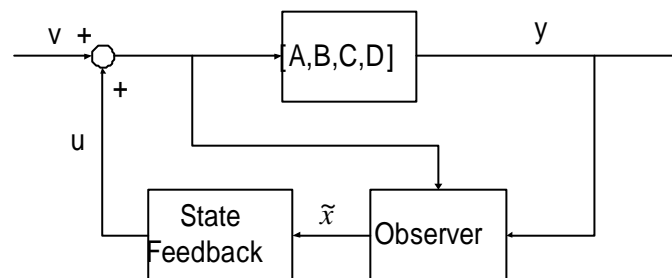 v + 
[A,B,C,D]
y
+
u
State
Feedback
x̃
Observer